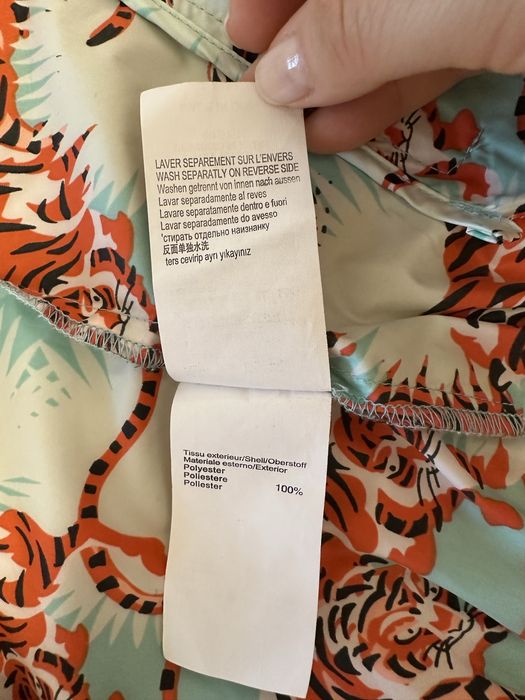 LAVER SEPAREMENT SUR L'ENVERS
WASH SEPARATLY ON REVERSE SIDE
Washen getrennt von innen nach aussen
Lavar separadamente al reves
Lavare separatamente dentro e fuori
Lavar separadamente do avesso
*стирать отдельно наизнанку
反面单独水洗
ters cevirip ayrı yıkayınız
Tissu exterieur/Shell/Oberstoff
Materiale esterno/Exterior
Polyester
Poliestere
Poliester 100%